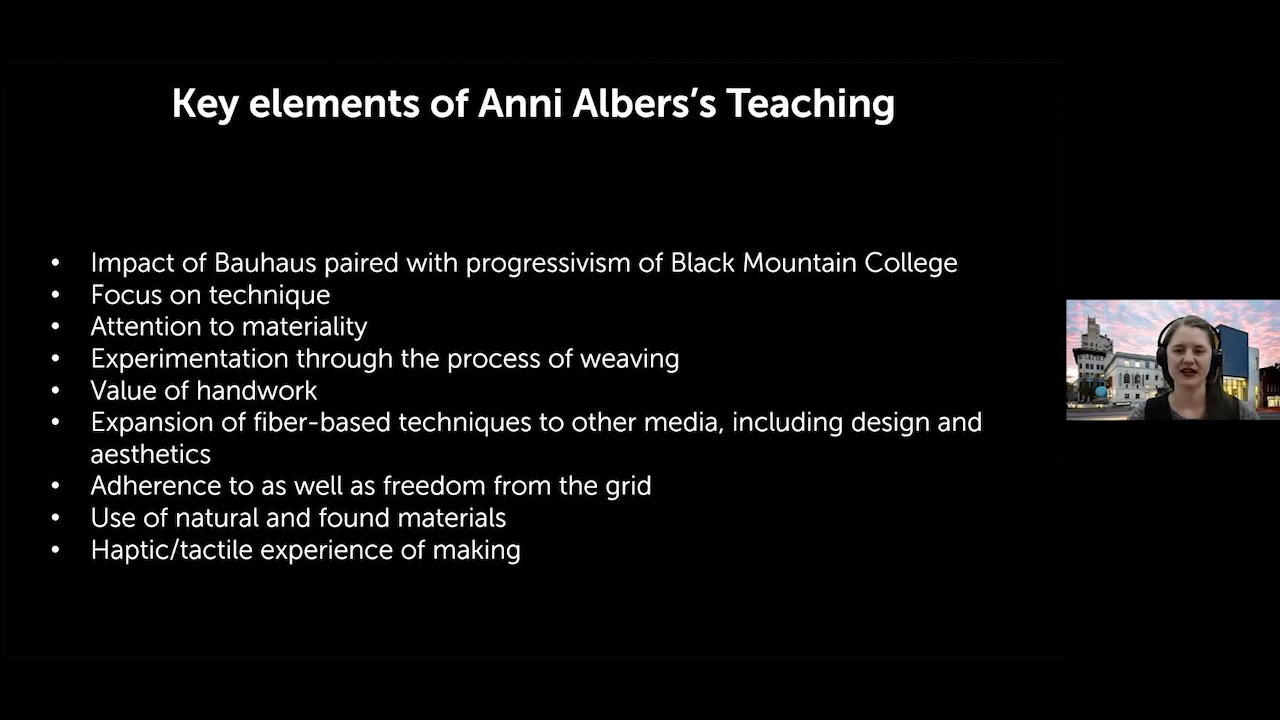 Key elements of Anni Albers’s Teaching
• Impact of Bauhaus paired with progressivism of Black Mountain College
• Focus on technique
• Attention to materiality
• Experimentation through the process of weaving
• Value of handwork
• Expansion of fiber-based techniques to other media, including design and
aesthetics
• Adherence to as well as freedom from the grid
• Use of natural and found materials
• Haptic/tactile experience of making